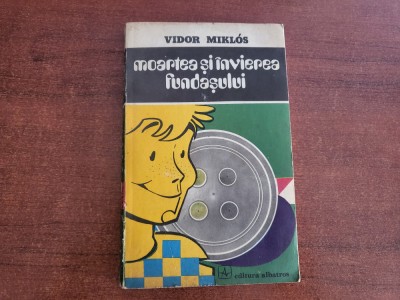 VIDOR MIKLÓS
moartea și învierea
fundașului
editura albatros